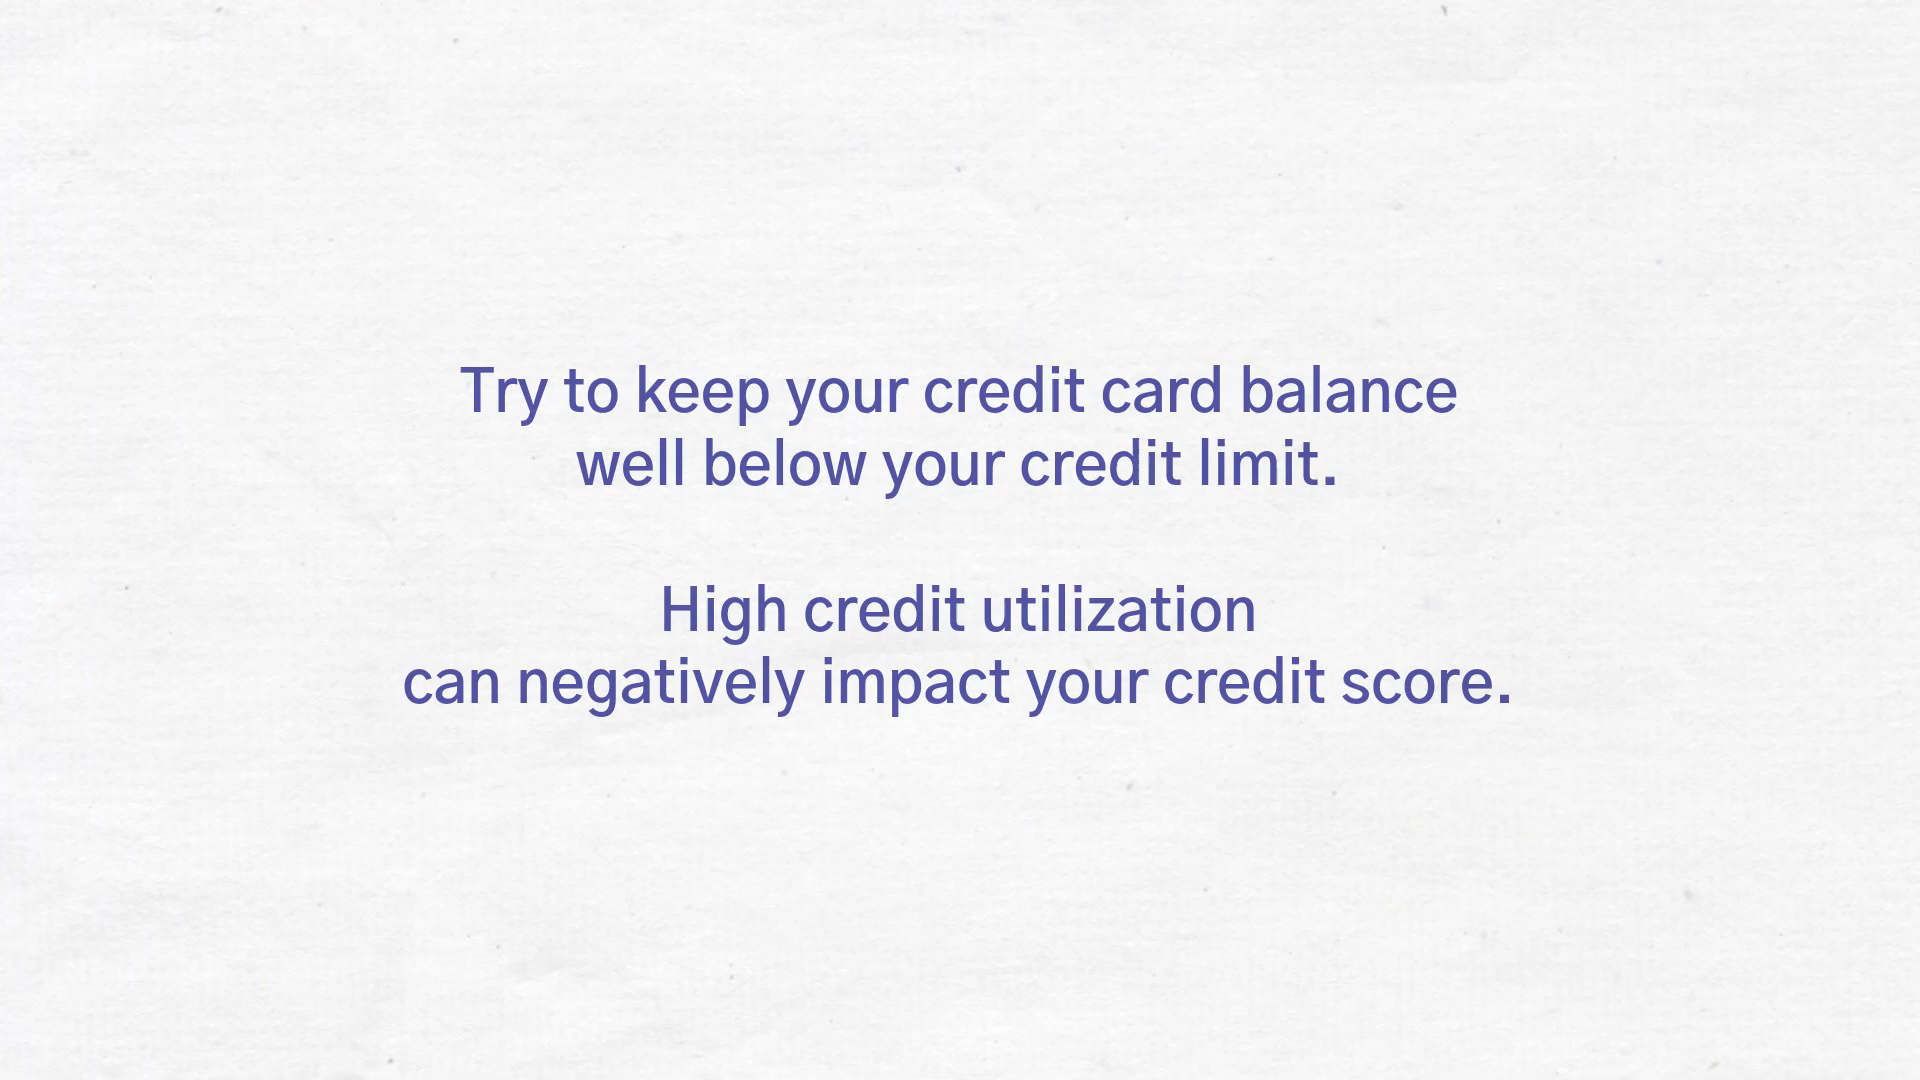 Try to keep your credit card balance
well below your credit limit.
High credit utilization
can negatively impact your credit score.